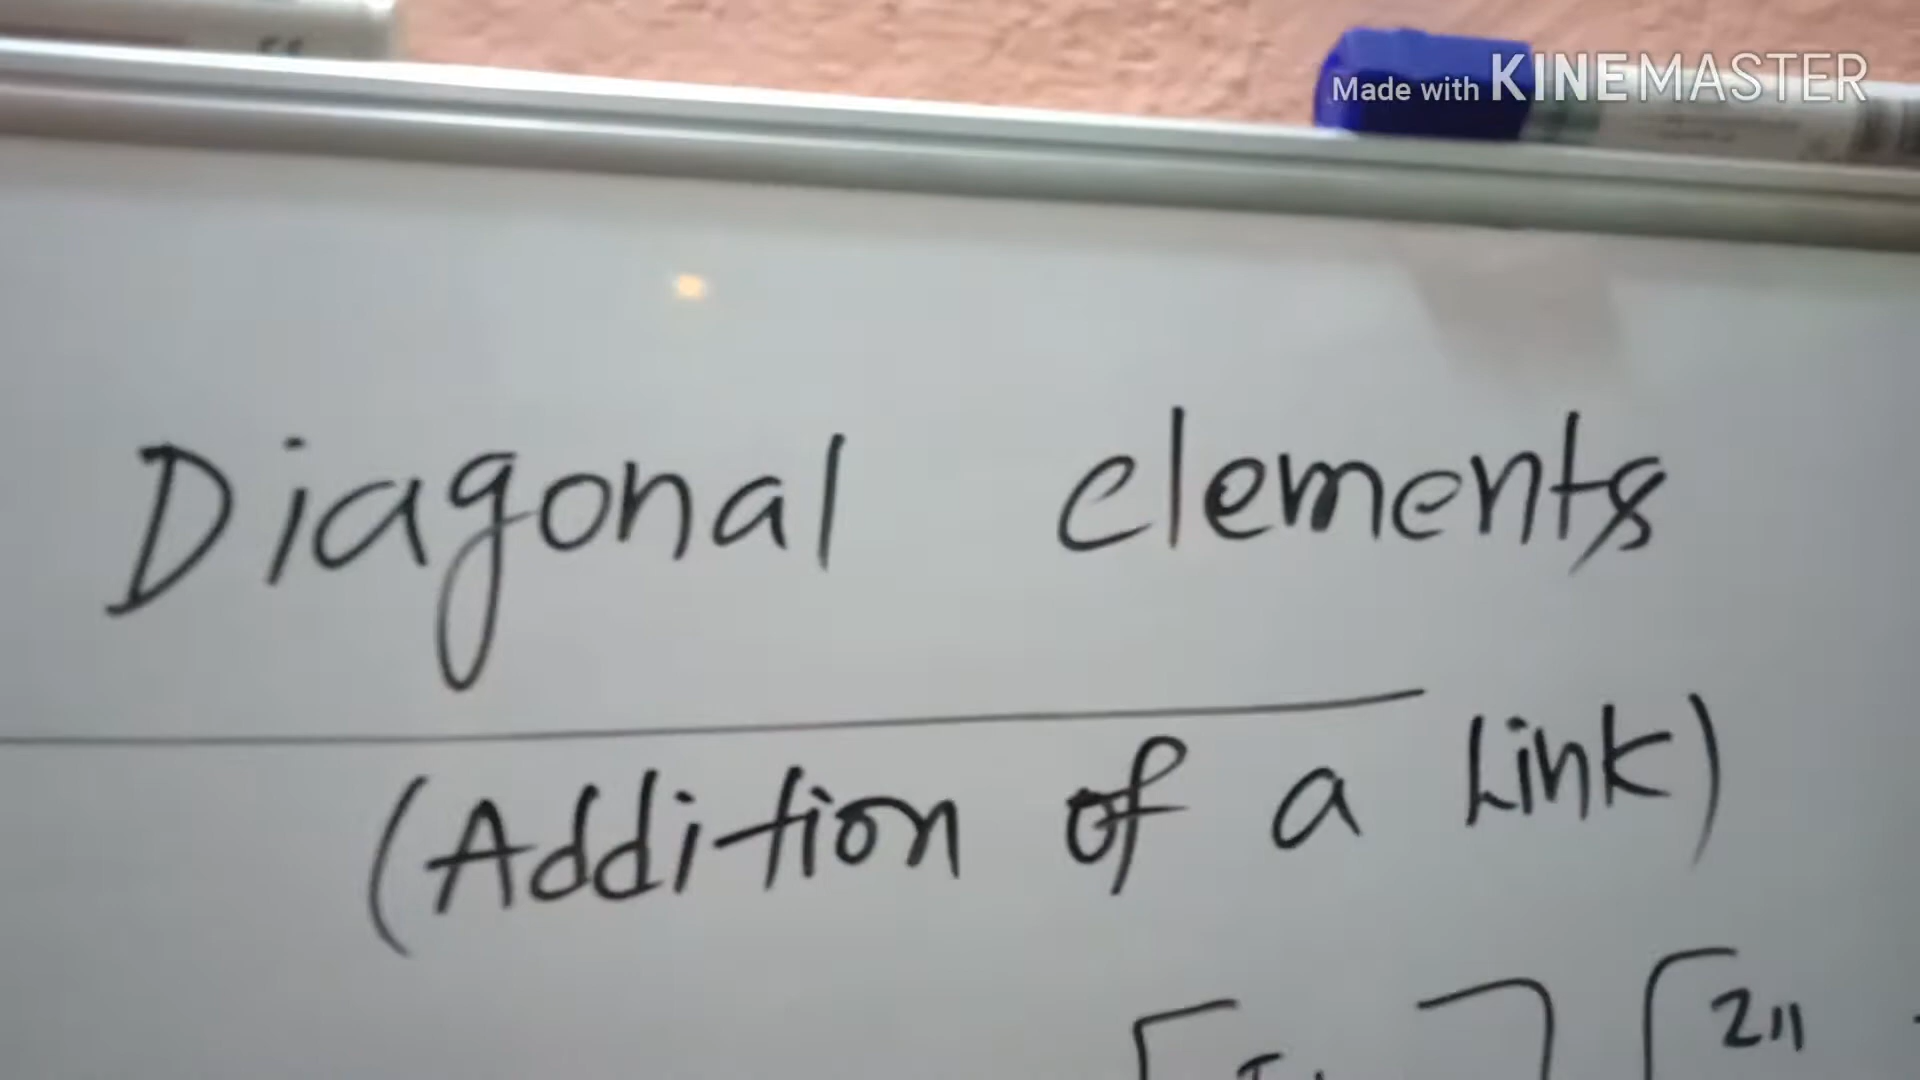 Made with KINEMASTER
Diagonal elements
(Addition of a Link)
Z11